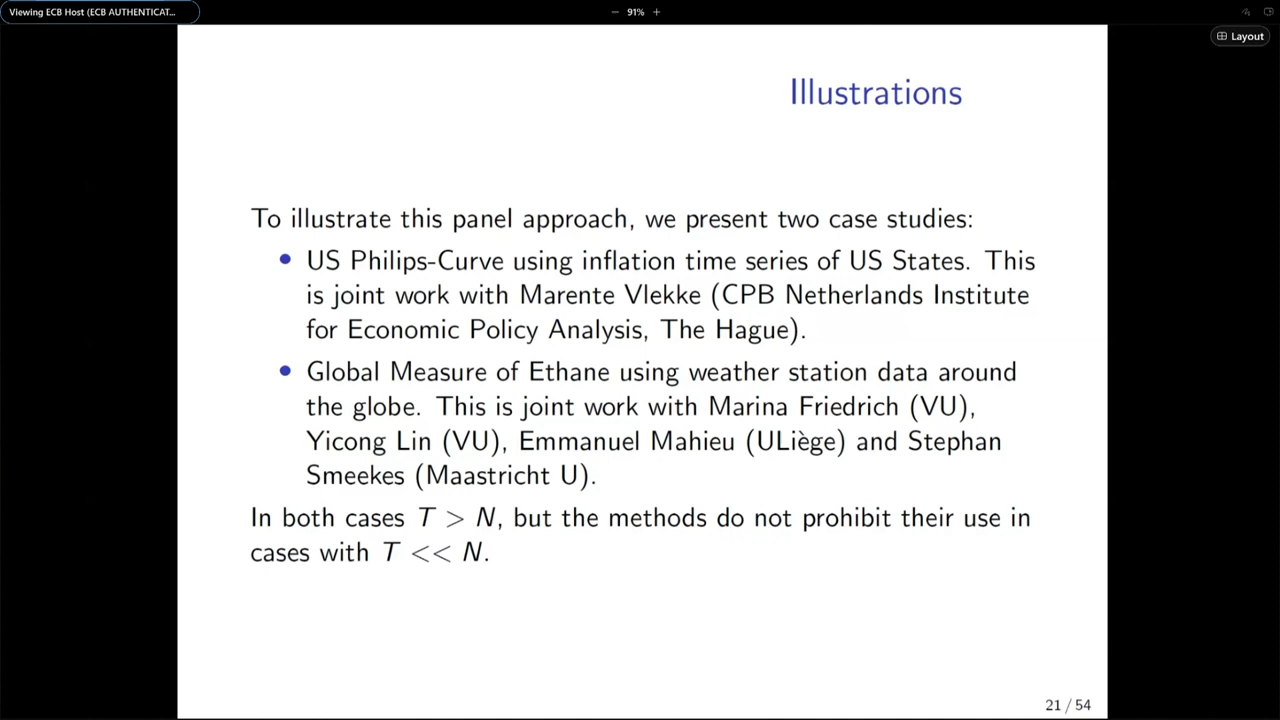 Viewing ECB Host (ECB AUTHENTICAT...
− 91% +
Layout
Illustrations
To illustrate this panel approach, we present two case studies:
• US Philips-Curve using inflation time series of US States. This
is joint work with Marente Vlekke (CPB Netherlands Institute
for Economic Policy Analysis, The Hague).
• Global Measure of Ethane using weather station data around
the globe. This is joint work with Marina Friedrich (VU),
Yicong Lin (VU), Emmanuel Mahieu (ULiège) and Stephan
Smeekes (Maastricht U).
In both cases T > N, but the methods do not prohibit their use in
cases with T << N.
21 / 54